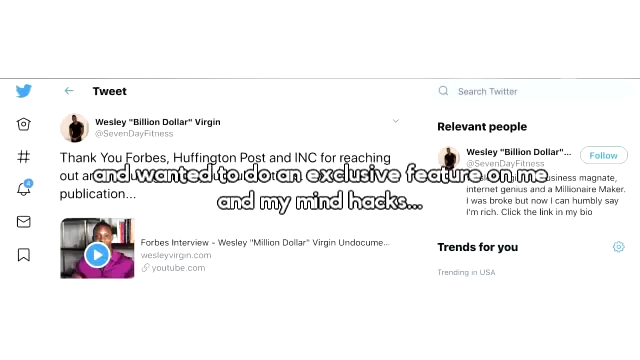 Tweet
Search Twitter
Wesley "Billion Dollar" Virgin
@SevenDayFitness
Thank You Forbes, Huffington Post and INC for reaching
out
publication...
and wanted to do an exclusive feature on me
and my mind hacks...
Forbes Interview - Wesley "Million Dollar" Virgin Undocume...
wesleyvirgin.com
youtube.com
4
Relevant people
Wesley "Billion Dollar"...
@SevenDayFitness
Follow
business magnate,
internet genius and a Millionaire Maker.
I was broke but now I can humbly say
I'm rich. Click the link in my bio
Trends for you
Trending in USA